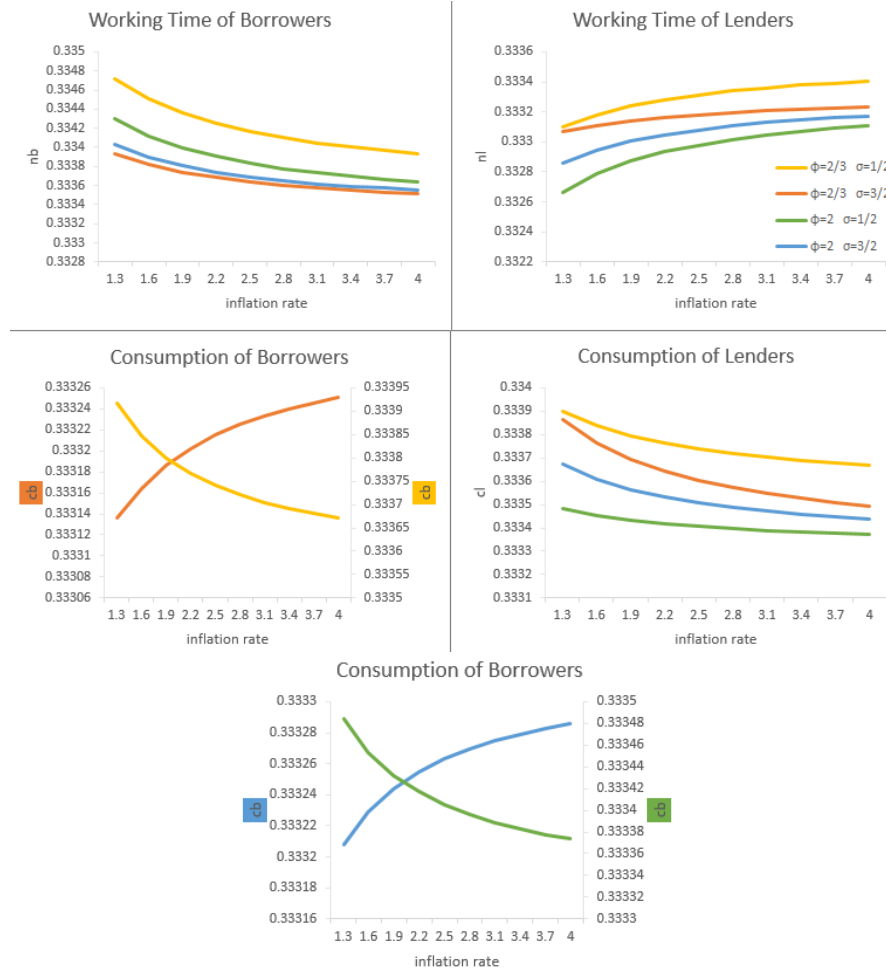 Working Time of Borrowers
0.335
0.3348
0.3346
0.3344
0.3342
0.334
0.3338
0.3336
0.3334
0.3332
0.333
0.3328
nb
1.3 1.6 1.9 2.2 2.5 2.8 3.1 3.4 3.7 4
inflation rate
Working Time of Lenders
0.3336
0.3334
0.3332
0.333
0.3328
0.3326
0.3324
0.3322
nl
φ=2/3 σ=1/2
φ=2/3 σ=3/2
φ=2 σ=1/2
φ=2 σ=3/2
1.3 1.6 1.9 2.2 2.5 2.8 3.1 3.4 3.7 4
inflation rate
Consumption of Borrowers
0.33326
0.33324
0.33322
0.3332
0.33318
0.33316
0.33314
0.33312
0.3331
0.33308
0.33306
cb
0.33395
0.3339
0.33385
0.3338
0.33375
0.3337
0.33365
0.3336
0.33355
0.3335
cb
1.3 1.6 1.9 2.2 2.5 2.8 3.1 3.4 3.7 4
inflation rate
Consumption of Lenders
0.334
0.3339
0.3338
0.3337
0.3336
0.3335
0.3334
0.3333
0.3332
0.3331
cl
1.3 1.6 1.9 2.2 2.5 2.8 3.1 3.4 3.7 4
inflation rate
Consumption of Borrowers
0.3333
0.33328
0.33326
0.33324
0.33322
0.3332
0.33318
0.33316
cb
0.3335
0.33348
0.33346
0.33344
0.33342
0.3334
0.33338
0.33336
0.33334
0.33332
0.3333
cb
1.3 1.6 1.9 2.2 2.5 2.8 3.1 3.4 3.7 4
inflation rate